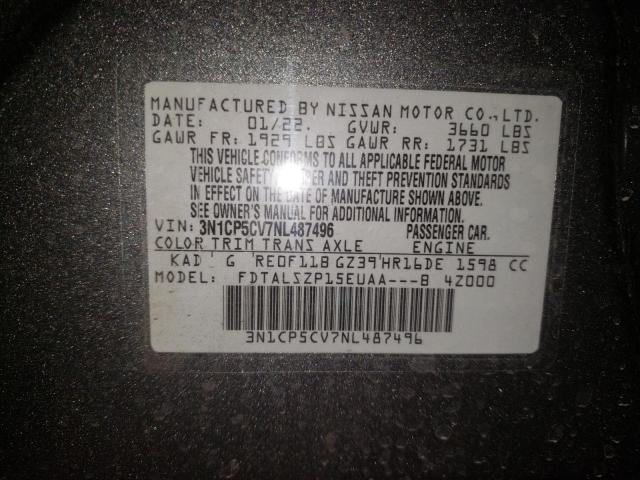 MANUFACTURED BY NISSAN MOTOR CO.,LTD.
DATE: 01/22. GVWR: 3660 LBS
GAWR FR: 1929 LBS GAWR RR: 1731 LBS
THIS VEHICLE CONFORMS TO ALL APPLICABLE FEDERAL MOTOR
VEHICLE SAFETY AND THEFT PREVENTION STANDARDS
IN EFFECT ON THE DATE OF MANUFACTURE SHOWN ABOVE.
SEE OWNER'S MANUAL FOR ADDITIONAL INFORMATION.
VIN: 3N1CP5CV7NL487496 PASSENGER CAR.
COLOR TRIM TRANS AXLE ENGINE
KAD G RE0F11B GZ39 HR16DE 1598 CC
MODEL: FDTALSZP15EUAA---B 4Z000
3N1CP5CV7NL487496